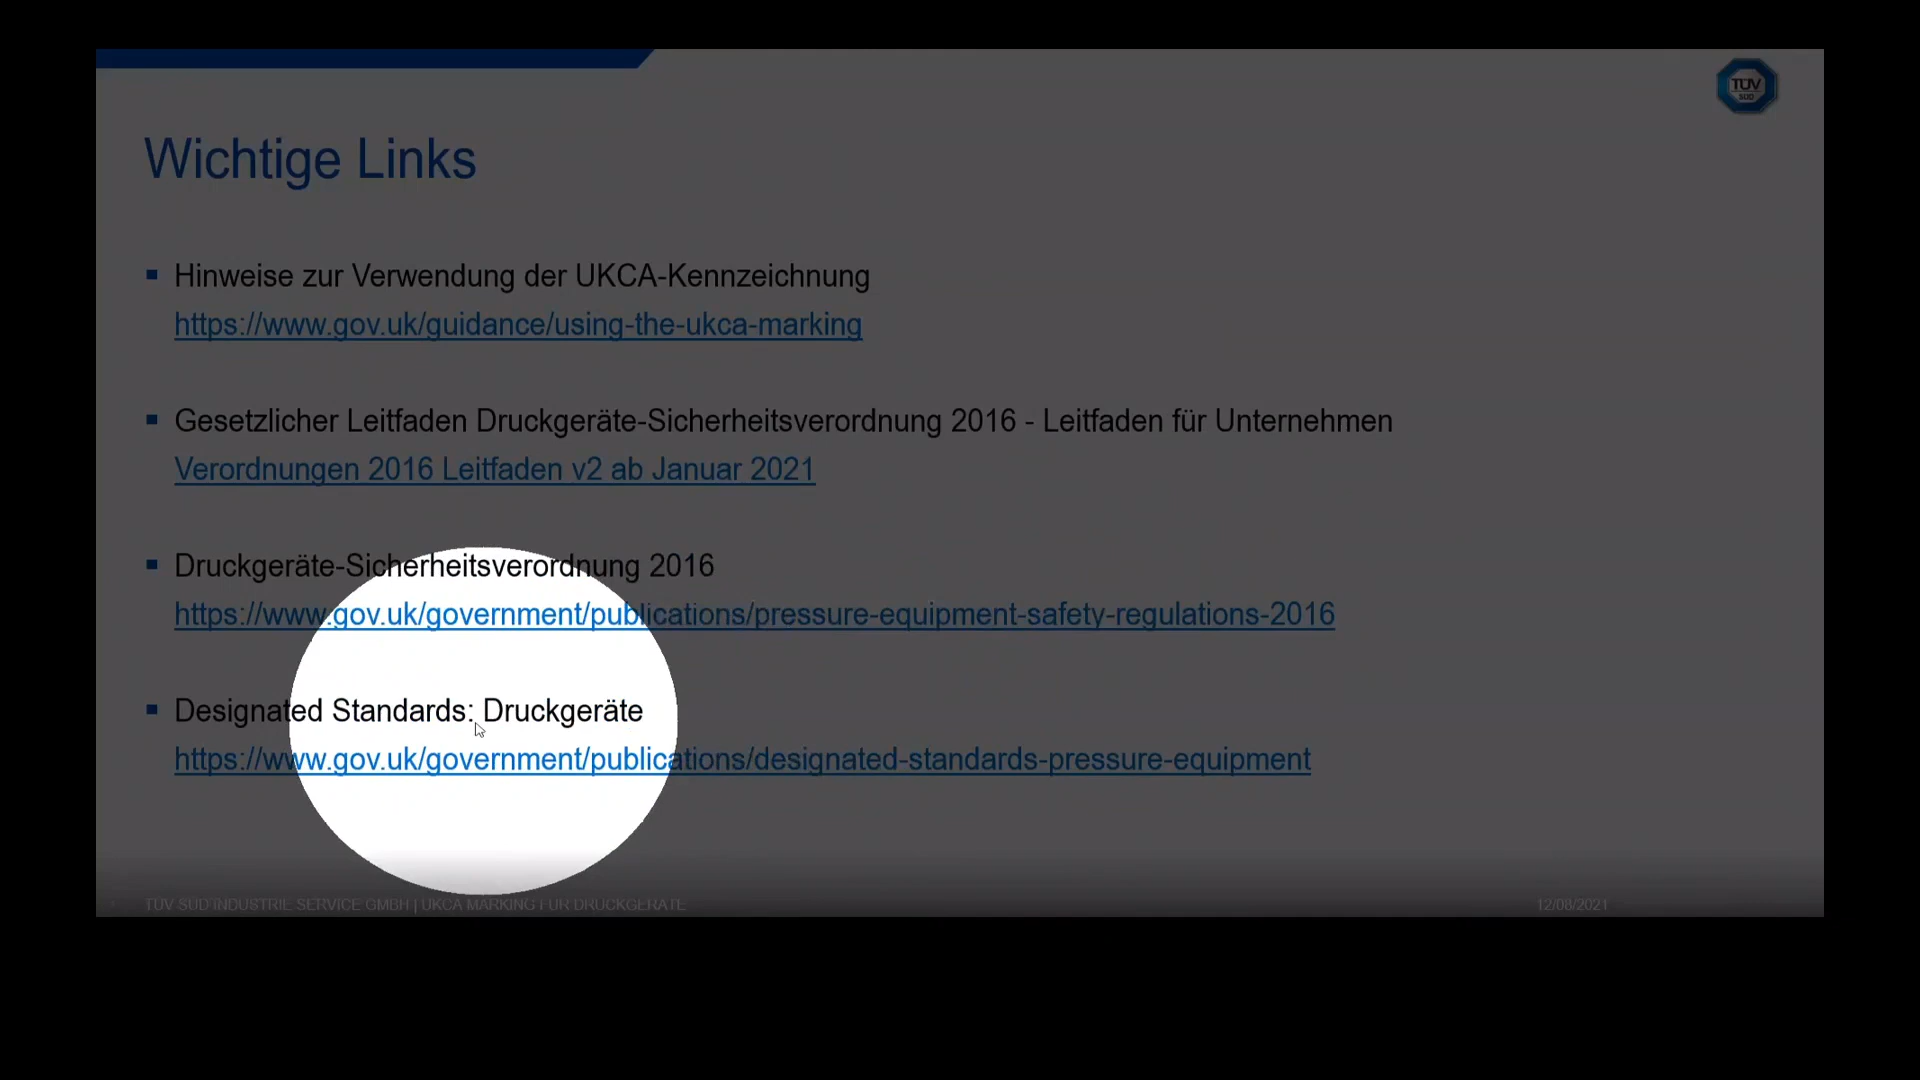 TÜV
SÜD
Wichtige Links
Hinweise zur Verwendung der UKCA-Kennzeichnung
https://www.gov.uk/guidance/using-the-ukca-marking
Gesetzlicher Leitfaden Druckgeräte-Sicherheitsverordnung 2016 - Leitfaden für Unternehmen
Verordnungen 2016 Leitfaden v2 ab Januar 2021
Druckgeräte-Sicherheitsverordnung 2016
https://www.gov.uk/government/publications/pressure-equipment-safety-regulations-2016
Designated Standards: Druckgeräte
https://www.gov.uk/government/publications/designated-standards-pressure-equipment
TÜV SÜD INDUSTRIE SERVICE GMBH | UKCA MARKING FÜR DRUCKGERÄTE
12/08/2021